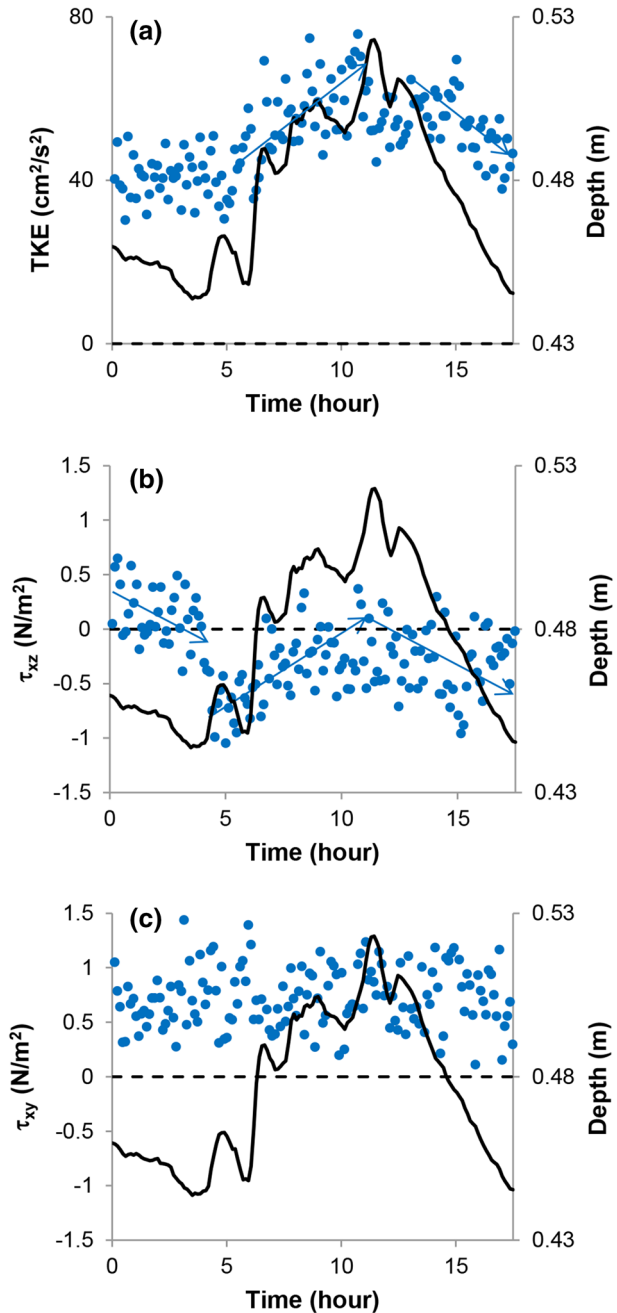 (a)
80
40
0
TKE (cm²/s²)
0.53
0.48
0.43
Depth (m)
0 5 10 15
Time (hour)
(b)
1.5
1
0.5
0
-0.5
-1
-1.5
τxz (N/m²)
0.53
0.48
0.43
Depth (m)
0 5 10 15
Time (hour)
(c)
1.5
1
0.5
0
-0.5
-1
-1.5
τxy (N/m²)
0.53
0.48
0.43
Depth (m)
0 5 10 15
Time (hour)